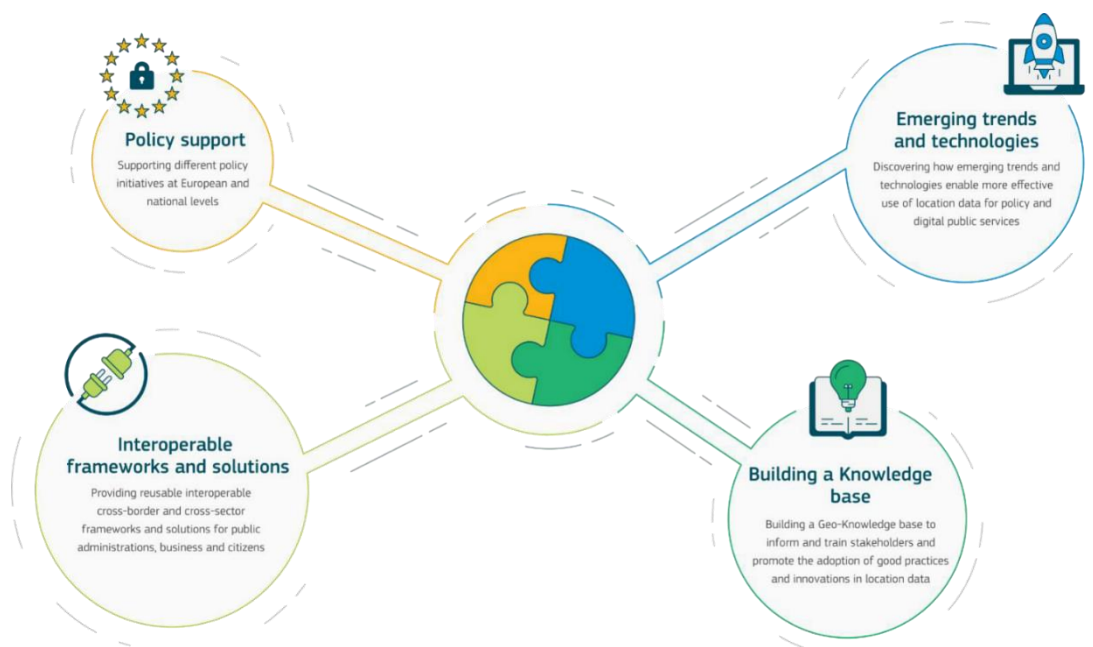 Policy support
Supporting different policy
initiatives at European and
national levels
Emerging trends
and technologies
Discovering how emerging trends and
technologies enable more effective
use of location data for policy and
digital public services
Interoperable
frameworks and solutions
Providing reusable interoperable
cross-border and cross-sector
frameworks and solutions for public
administrations, business and citizens
Building a Knowledge
base
Building a Geo-Knowledge base to
inform and train stakeholders and
promote the adoption of good practices
and innovations in location data